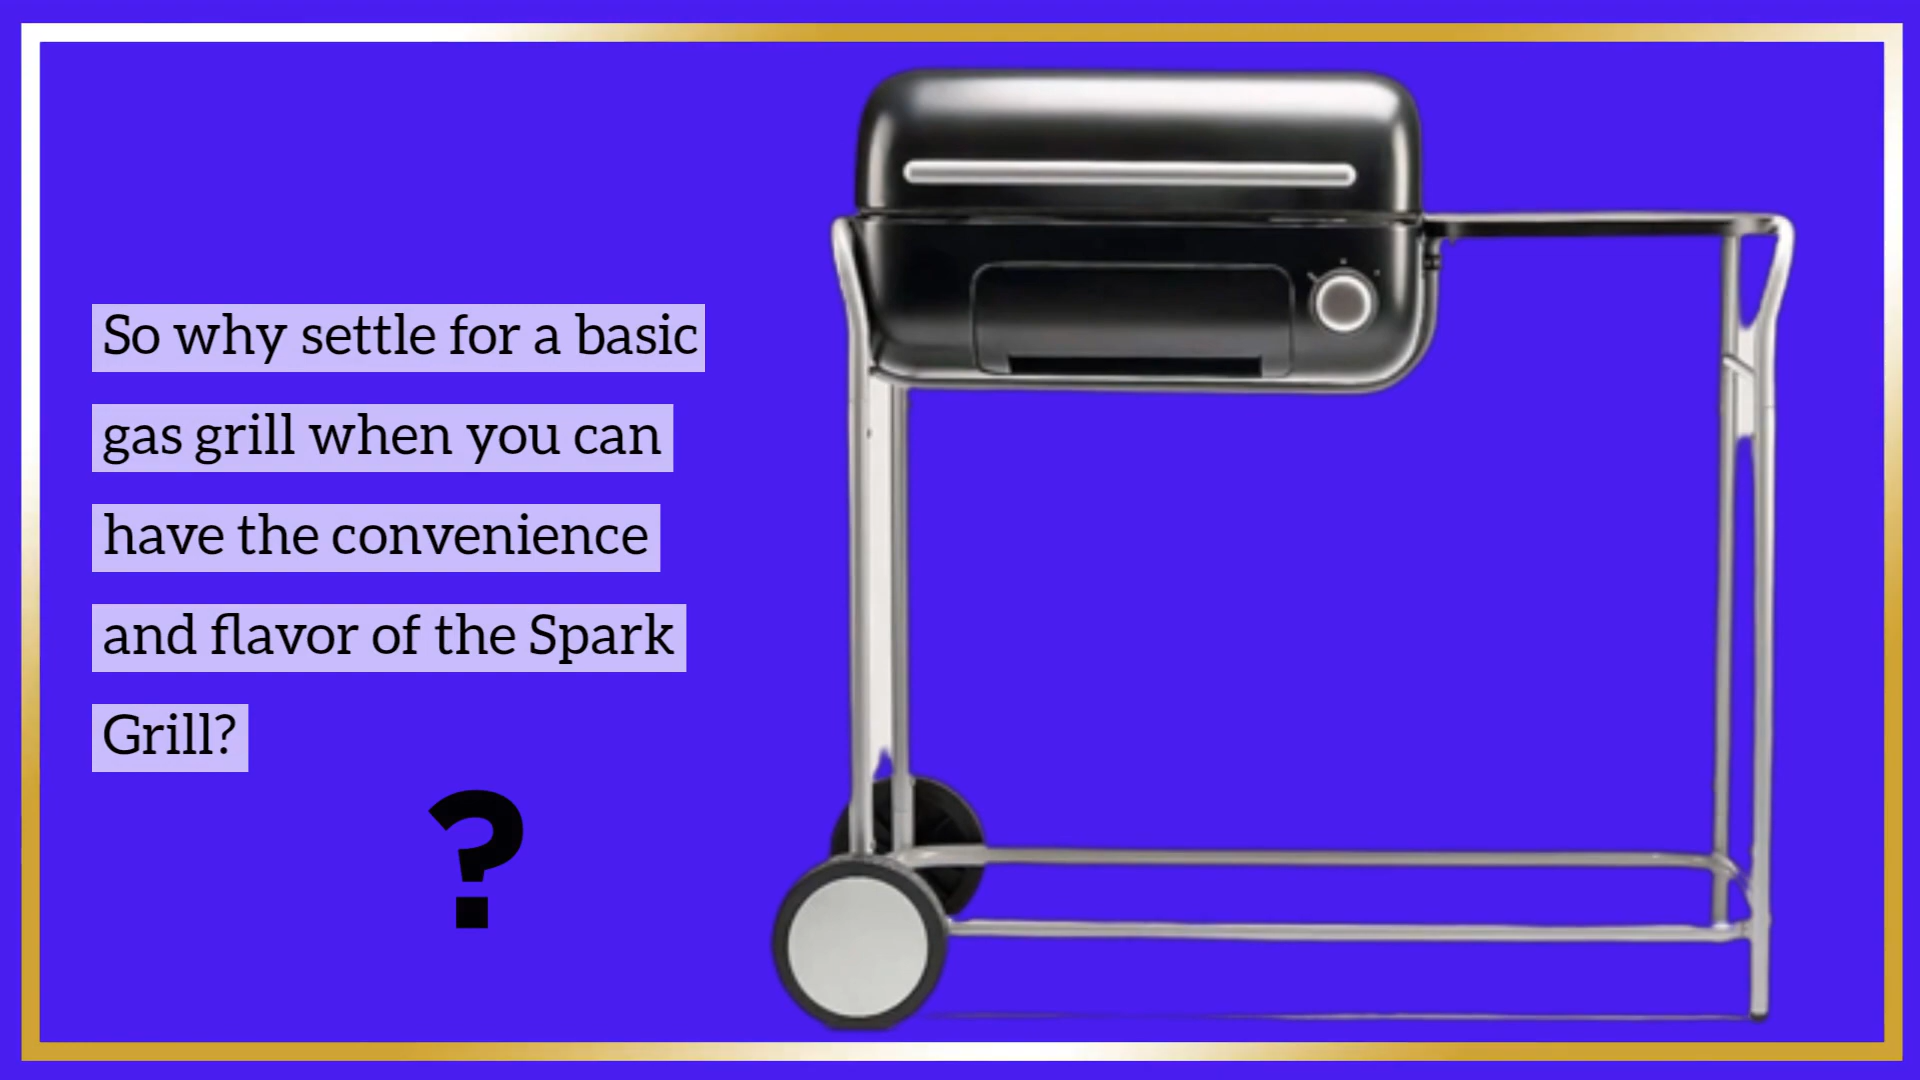 So why settle for a basic
gas grill when you can
have the convenience
and flavor of the Spark
Grill?
?